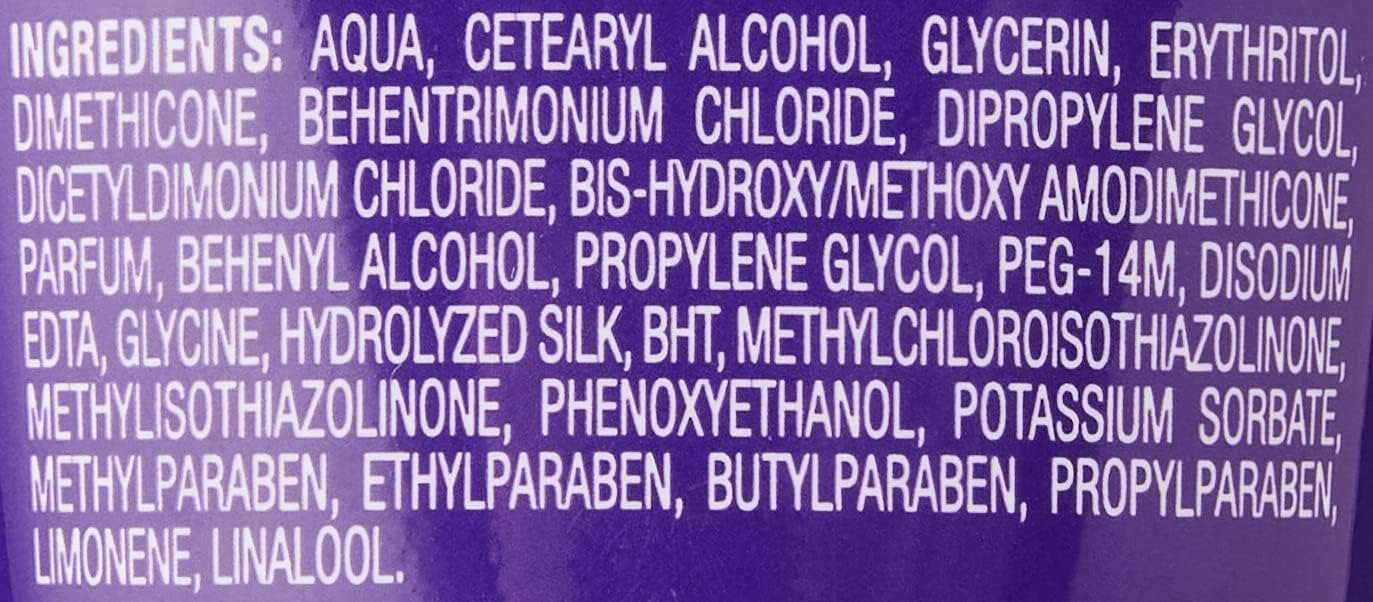 INGREDIENTS: AQUA, CETEARYL ALCOHOL, GLYCERIN, ERYTHRITOL,
DIMETHICONE, BEHENTRIMONIUM CHLORIDE, DIPROPYLENE GLYCOL,
DICETYLDIMONIUM CHLORIDE, BIS-HYDROXY/METHOXY AMODIMETHICONE,
PARFUM, BEHENYL ALCOHOL, PROPYLENE GLYCOL, PEG-14M, DISODIUM
EDTA, GLYCINE, HYDROLYZED SILK, BHT, METHYLCHLOROISOTHIAZOLINONE,
METHYLISOTHIAZOLINONE, PHENOXYETHANOL, POTASSIUM SORBATE,
METHYLPARABEN, ETHYLPARABEN, BUTYLPARABEN, PROPYLPARABEN,
LIMONENE, LINALOOL.